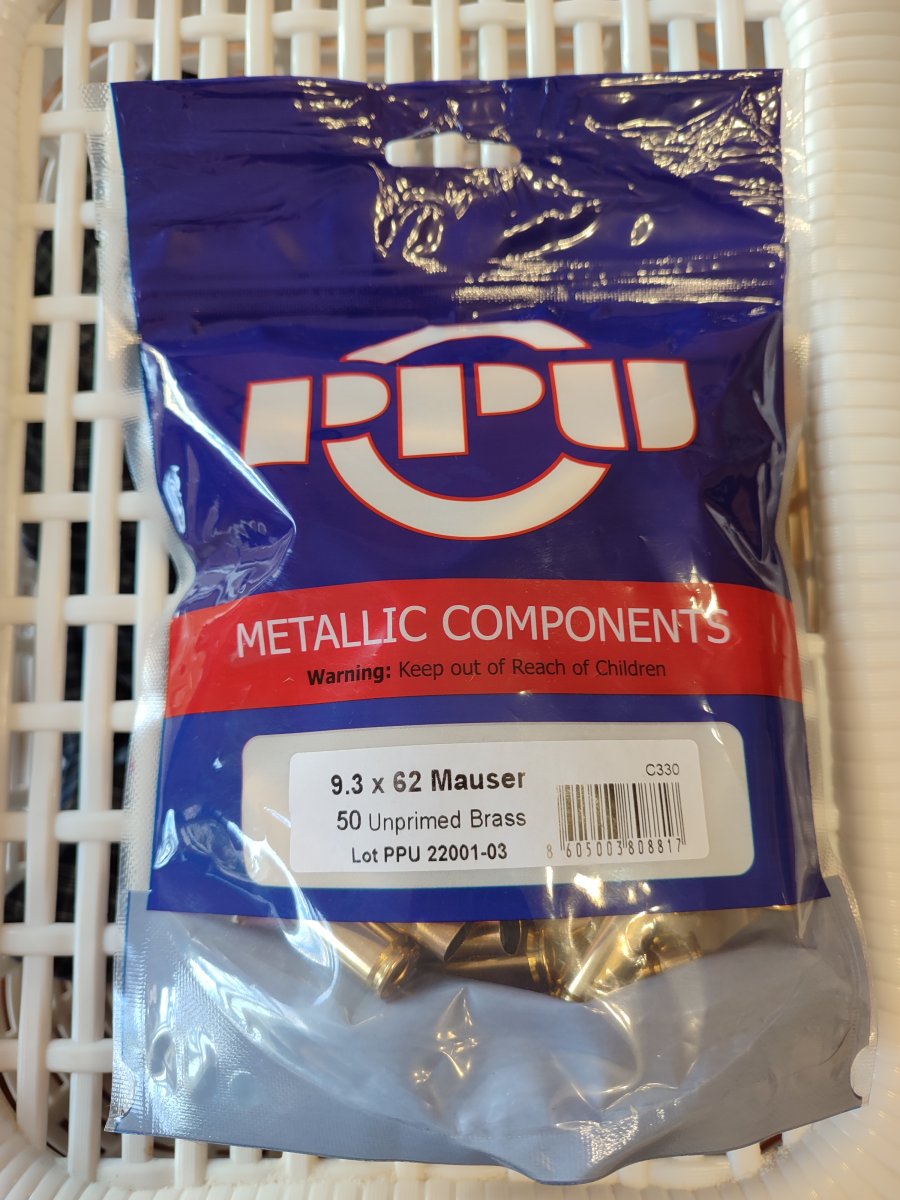 PPU
METALLIC COMPONENTS
Warning: Keep out of Reach of Children
9.3 x 62 Mauser
C330
50 Unprimed Brass
Lot PPU 22001-03
8 605003 808817